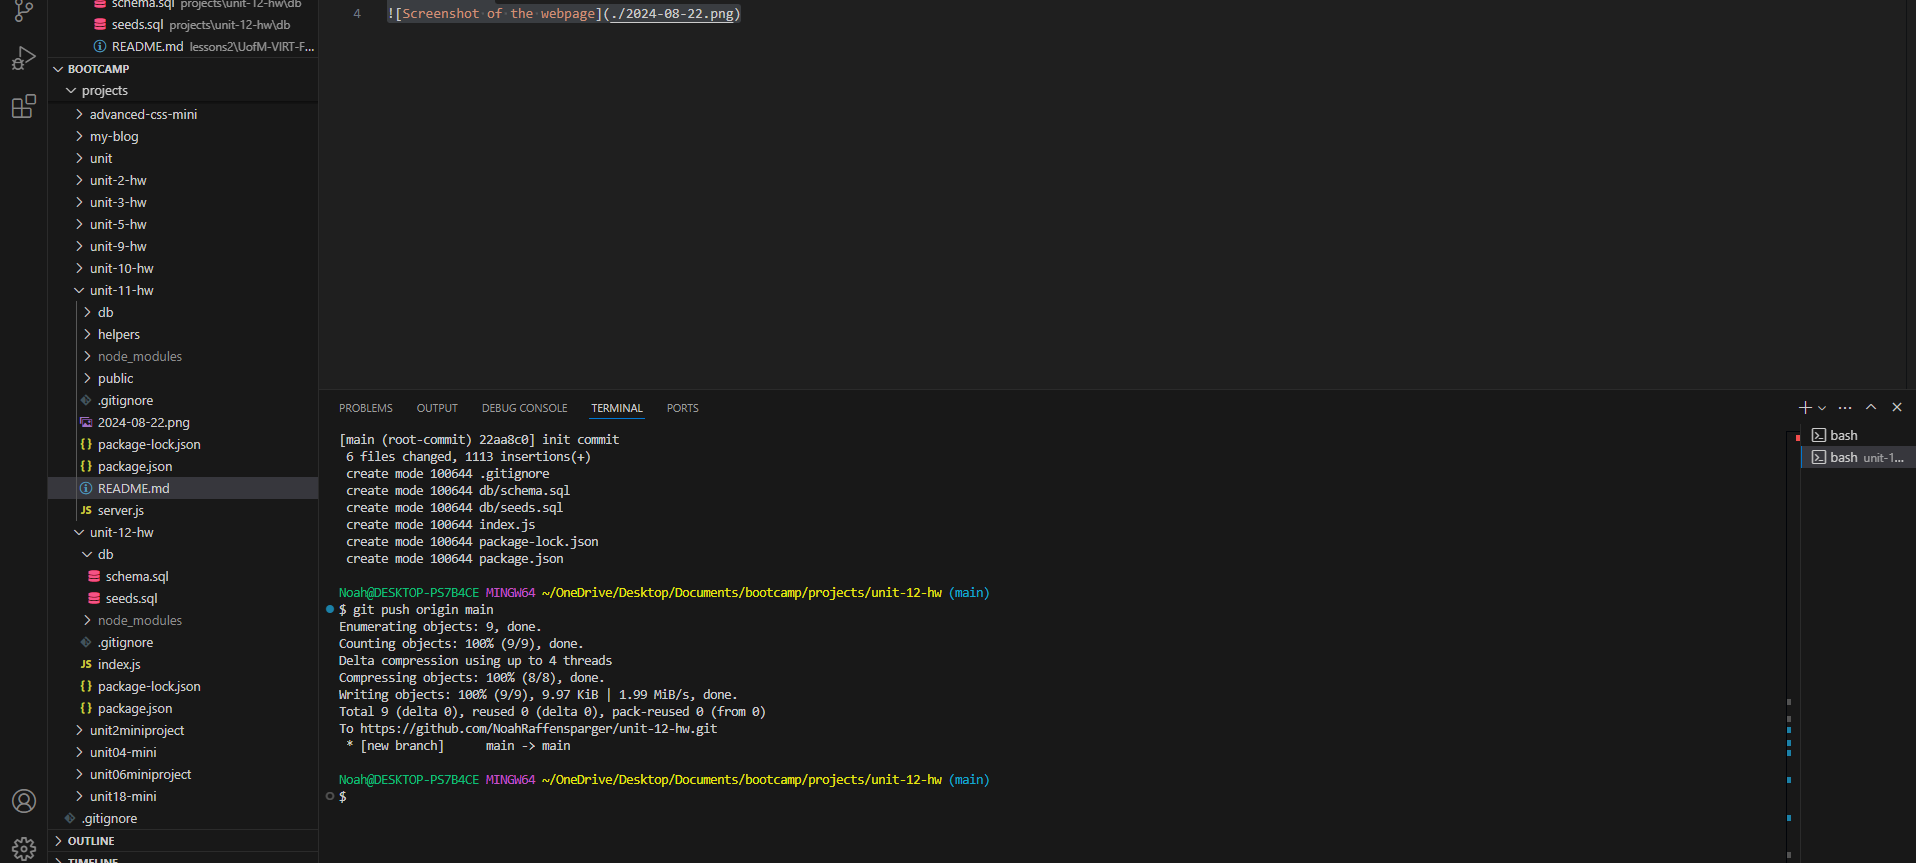 schema.sql projects\unit-12-hw\db
seeds.sql projects\unit-12-hw\db
README.md lessons2\UofM-VIRT-F...
BOOTCAMP
projects
advanced-css-mini
my-blog
unit
unit-2-hw
unit-3-hw
unit-5-hw
unit-9-hw
unit-10-hw
unit-11-hw
db
helpers
node_modules
public
.gitignore
2024-08-22.png
package-lock.json
package.json
README.md
JS server.js
unit-12-hw
db
schema.sql
seeds.sql
node_modules
.gitignore
JS index.js
package-lock.json
package.json
unit2miniproject
unit04-mini
unit06miniproject
unit18-mini
.gitignore
OUTLINE
TIMELINE
4 ![Screenshot of the webpage](./2024-08-22.png)
PROBLEMS OUTPUT DEBUG CONSOLE TERMINAL PORTS
[main (root-commit) 22aa8c0] init commit
6 files changed, 1113 insertions(+)
create mode 100644 .gitignore
create mode 100644 db/schema.sql
create mode 100644 db/seeds.sql
create mode 100644 index.js
create mode 100644 package-lock.json
create mode 100644 package.json
Noah@DESKTOP-PS7B4CE MINGW64 ~/OneDrive/Desktop/Documents/bootcamp/projects/unit-12-hw (main)
$ git push origin main
Enumerating objects: 9, done.
Counting objects: 100% (9/9), done.
Delta compression using up to 4 threads
Compressing objects: 100% (8/8), done.
Writing objects: 100% (9/9), 9.97 KiB | 1.99 MiB/s, done.
Total 9 (delta 0), reused 0 (delta 0), pack-reused 0 (from 0)
To https://github.com/NoahRaffensparger/unit-12-hw.git
* [new branch] main -> main
Noah@DESKTOP-PS7B4CE MINGW64 ~/OneDrive/Desktop/Documents/bootcamp/projects/unit-12-hw (main)
$
bash
bash unit-1...